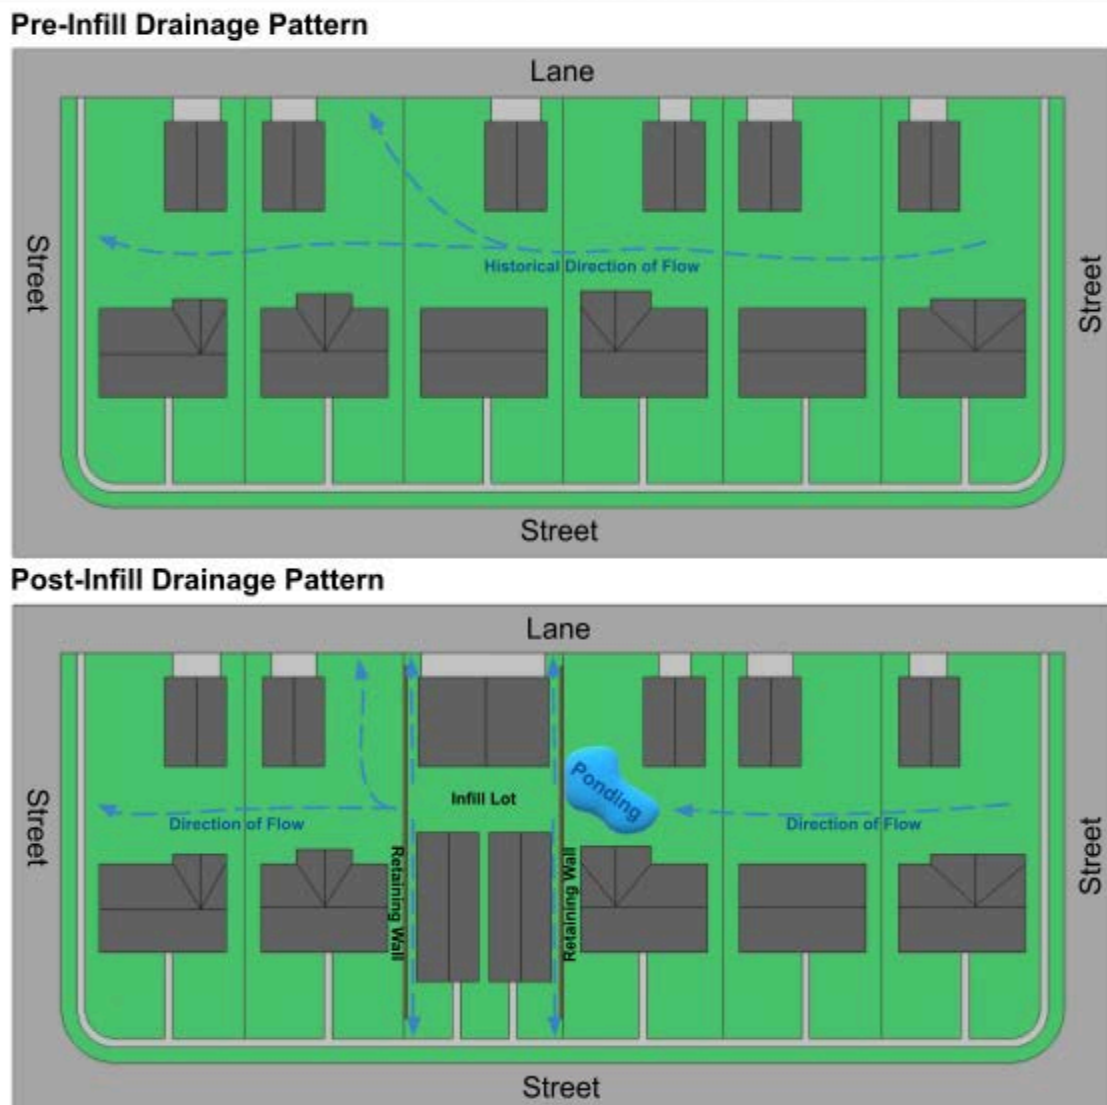 Pre-Infill Drainage Pattern
Lane
Street
Historical Direction of Flow
Street
Street
Post-Infill Drainage Pattern
Lane
Ponding
Infill Lot
Street
Direction of Flow
Direction of Flow
Retaining Wall
Retaining Wall
Street
Street